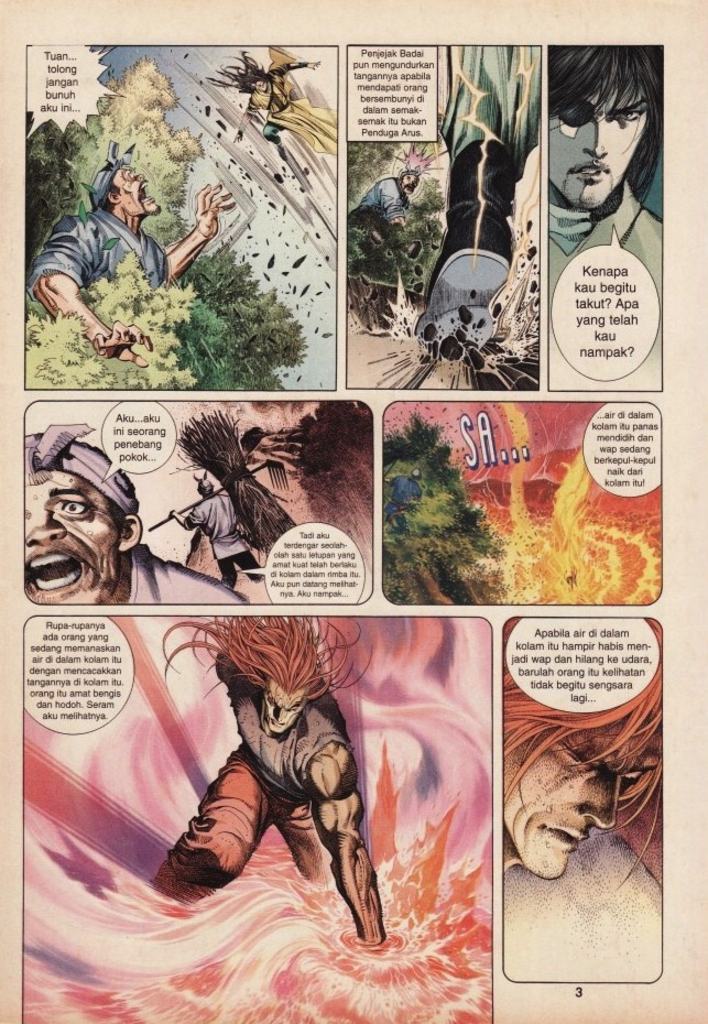 Tuan...
tolong
jangan
bunuh
aku ini...
Penjejak Badai
pun mengundurkan
tangannya apabila
mendapati orang
bersembunyi di
dalam semak-
semak itu bukan
Penduga Arus.
Kenapa
kau begitu
takut? Apa
yang telah
kau
nampak?
Aku...aku
ini seorang
penebang
pokok...
Tadi aku
terdengar seolah-
olah satu letupan yang
amat kuat telah berlaku
di kolam dalam rimba itu.
Aku pun datang melihat-
nya. Aku nampak...
SA...
...air di dalam
kolam itu panas
mendidih dan
wap sedang
berkepul-kepul
naik dari
kolam itu!
Rupa-rupanya
ada orang yang
sedang memanaskan
air di dalam kolam itu
dengan mencacakkan
tangannya di kolam itu.
orang itu amat bengis
dan hodoh. Seram
aku melihatnya.
Apabila air di dalam
kolam itu hampir habis men-
jadi wap dan hilang ke udara,
barulah orang itu kelihatan
tidak begitu sengsara
lagi...
3